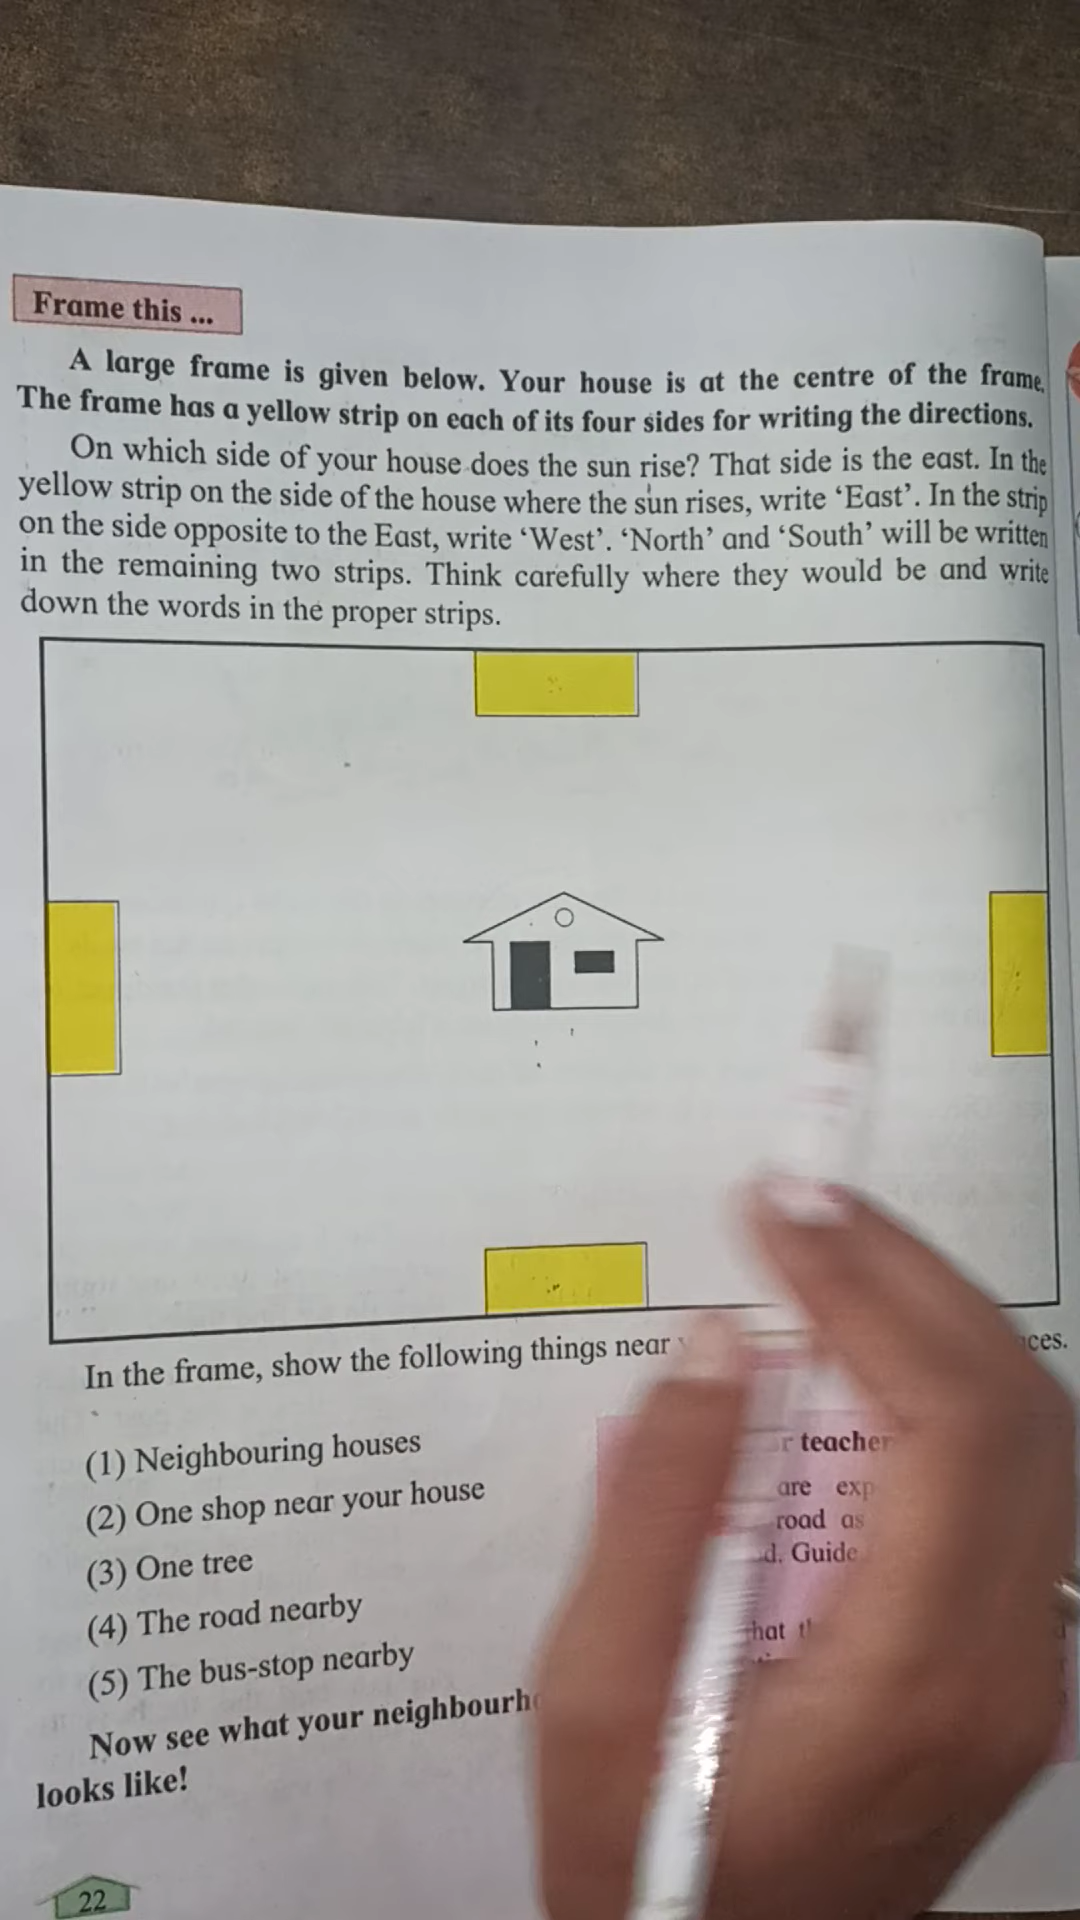 Frame this ...
A large frame is given below. Your house is at the centre of the frame.
The frame has a yellow strip on each of its four sides for writing the directions.
On which side of your house does the sun rise? That side is the east. In the
yellow strip on the side of the house where the sun rises, write ‘East’. In the strip
on the side opposite to the East, write ‘West’. ‘North’ and ‘South’ will be written
in the remaining two strips. Think carefully where they would be and write
down the words in the proper strips.
In the frame, show the following things near
(1) Neighbouring houses
(2) One shop near your house
(3) One tree
(4) The road nearby
(5) The bus-stop nearby
teacher
are
road as
Guide
Now see what your
looks like!
22